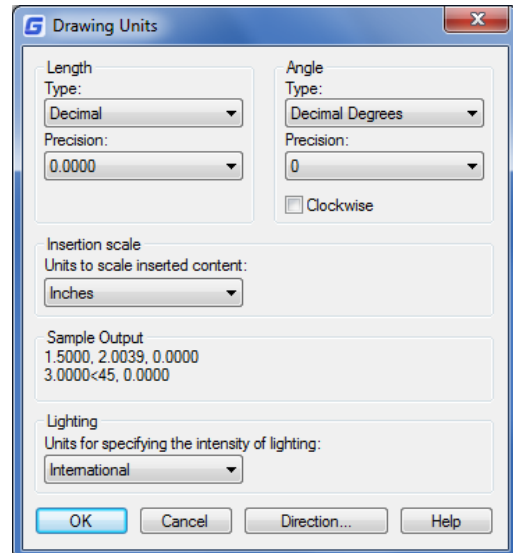 Drawing Units
Length
Type:
Decimal
Precision:
0.0000
Angle
Type:
Decimal Degrees
Precision:
0
Clockwise
Insertion scale
Units to scale inserted content:
Inches
Sample Output
1.5000, 2.0039, 0.0000
3.0000<45, 0.0000
Lighting
Units for specifying the intensity of lighting:
International
OK Cancel Direction... Help